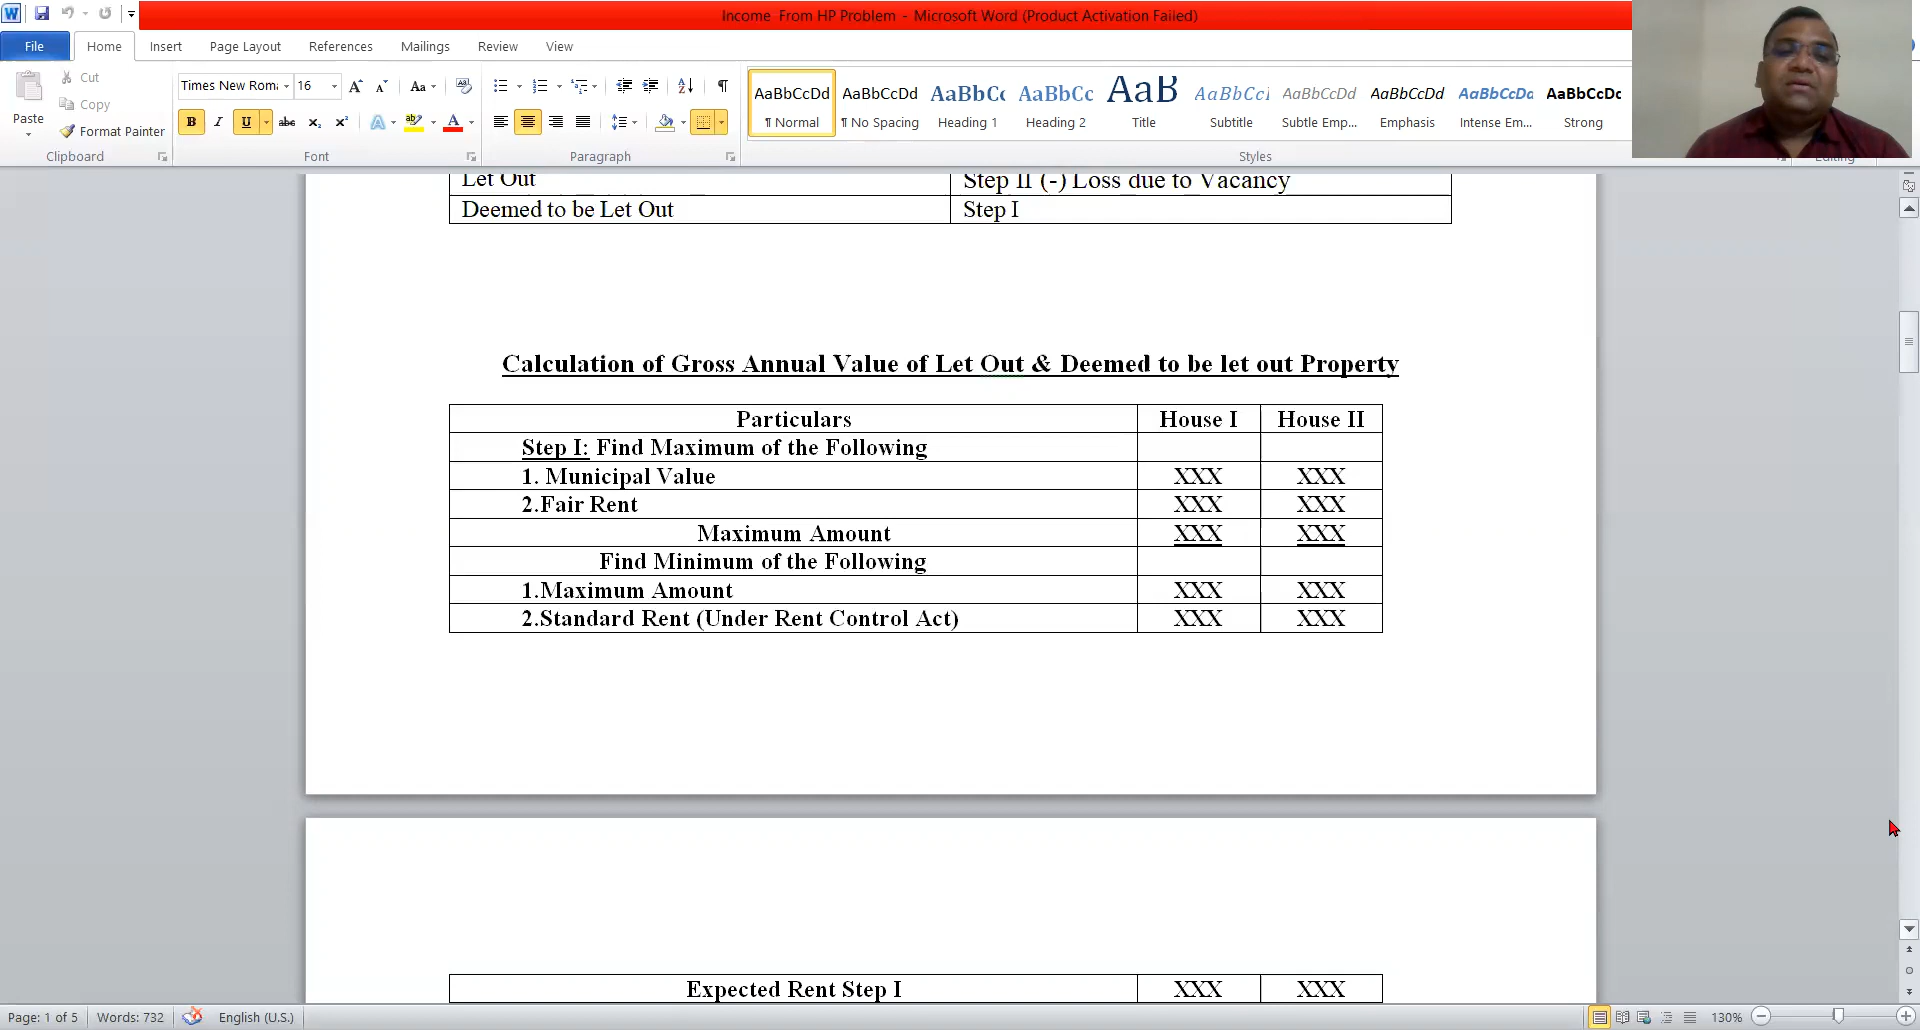 Income From HP Problem - Microsoft Word (Product Activation Failed)
File Home Insert Page Layout References Mailings Review View
Paste
Cut
Copy
Format Painter
Clipboard
Times New Rom 16
Font
Paragraph
AaBbCcDd AaBbCcDd AaBbCc AaBbCc AaB AaBbCcI AaBbCcDd AaBbCcDd AaBbCcDd AaBbCcDd
¶ Normal ¶ No Spacing Heading 1 Heading 2 Title Subtitle Subtle Emp... Emphasis Intense Em... Strong
Styles
Editing
Let Out Step II (-) Loss due to Vacancy
Deemed to be Let Out Step I
Calculation of Gross Annual Value of Let Out & Deemed to be let out Property
Particulars House I House II
Step I: Find Maximum of the Following
1. Municipal Value XXX XXX
2.Fair Rent XXX XXX
Maximum Amount XXX XXX
Find Minimum of the Following
1.Maximum Amount XXX XXX
2.Standard Rent (Under Rent Control Act) XXX XXX
Expected Rent Step I XXX XXX
Page: 1 of 5 Words: 732 English (U.S.) 130%